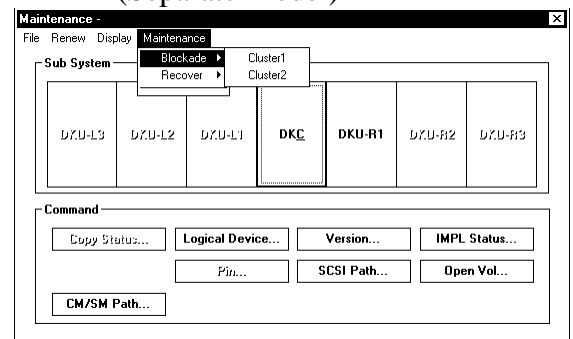 (Separate Model)
Maintenance -
File Renew Display Maintenance
Blockade Cluster1
Recover Cluster2
Sub System
DKU-L3 DKU-L2 DKU-L1 DKC DKU-R1 DKU-R2 DKU-R3
Command
Copy Status... Logical Device... Version... IMPL Status...
Pin... SCSI Path... Open Vol...
CM/SM Path...